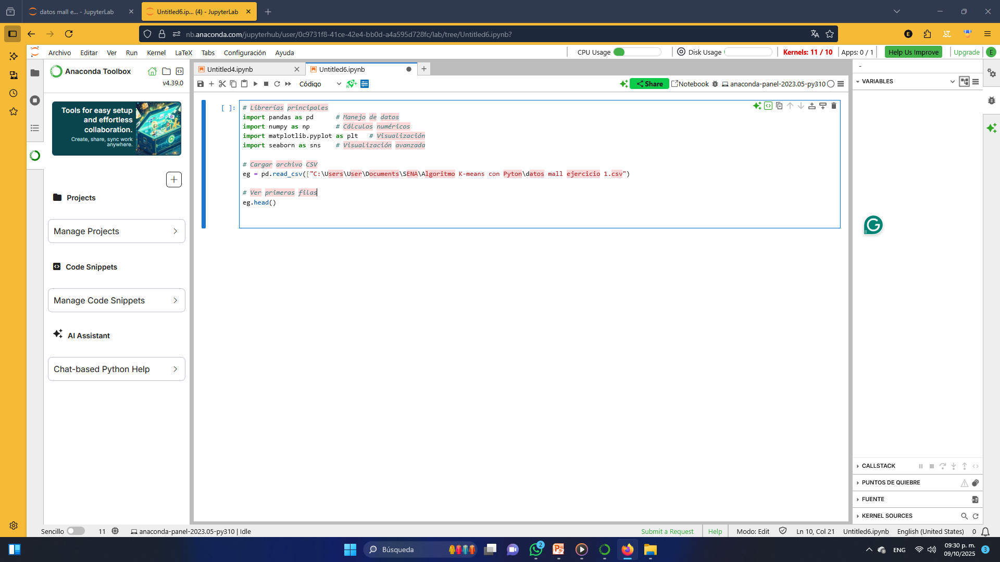 datos mall e... - JupyterLab
Untitled6.ip... (4) - JupyterLab
nb.anaconda.com/jupyterhub/user/0c9731f8-41ce-42e4-bb0d-a4a595d728fc/lab/tree/Untitled6.ipynb?
E
Archivo Editar Ver Run Kernel LaTeX Tabs Configuración Ayuda
CPU Usage
Disk Usage
Kernels: 11 / 10
Apps: 0 / 1
Help Us Improve
Upgrade
E
Anaconda Toolbox
v4.39.0
Tools for easy setup
and effortless
collaboration.
Create, share, sync work
anywhere.
Projects
Manage Projects
Code Snippets
Manage Code Snippets
AI Assistant
Chat-based Python Help
Untitled4.ipynb
Untitled6.ipynb
Código
Share
Notebook
anaconda-panel-2023.05-py310
[ ]:
# Librerías principales
import pandas as pd # Manejo de datos
import numpy as np # Cálculos numéricos
import matplotlib.pyplot as plt # Visualización
import seaborn as sns # Visualización avanzada
# Cargar archivo CSV
eg = pd.read_csv(["C:\Users\User\Documents\SENA\Algoritmo K-means con Pyton\datos mall ejercicio 1.csv")
# Ver primeras filas
eg.head()
-
VARIABLES
CALLSTACK
PUNTOS DE QUIEBRE
FUENTE
KERNEL SOURCES
Sencillo
11
anaconda-panel-2023.05-py310 | Idle
Submit a Request
Help
Modo: Edit
Ln 10, Col 21
Untitled6.ipynb
English (United States)
0
Búsqueda
2
ENG
09:30 p. m.
09/10/2025
3